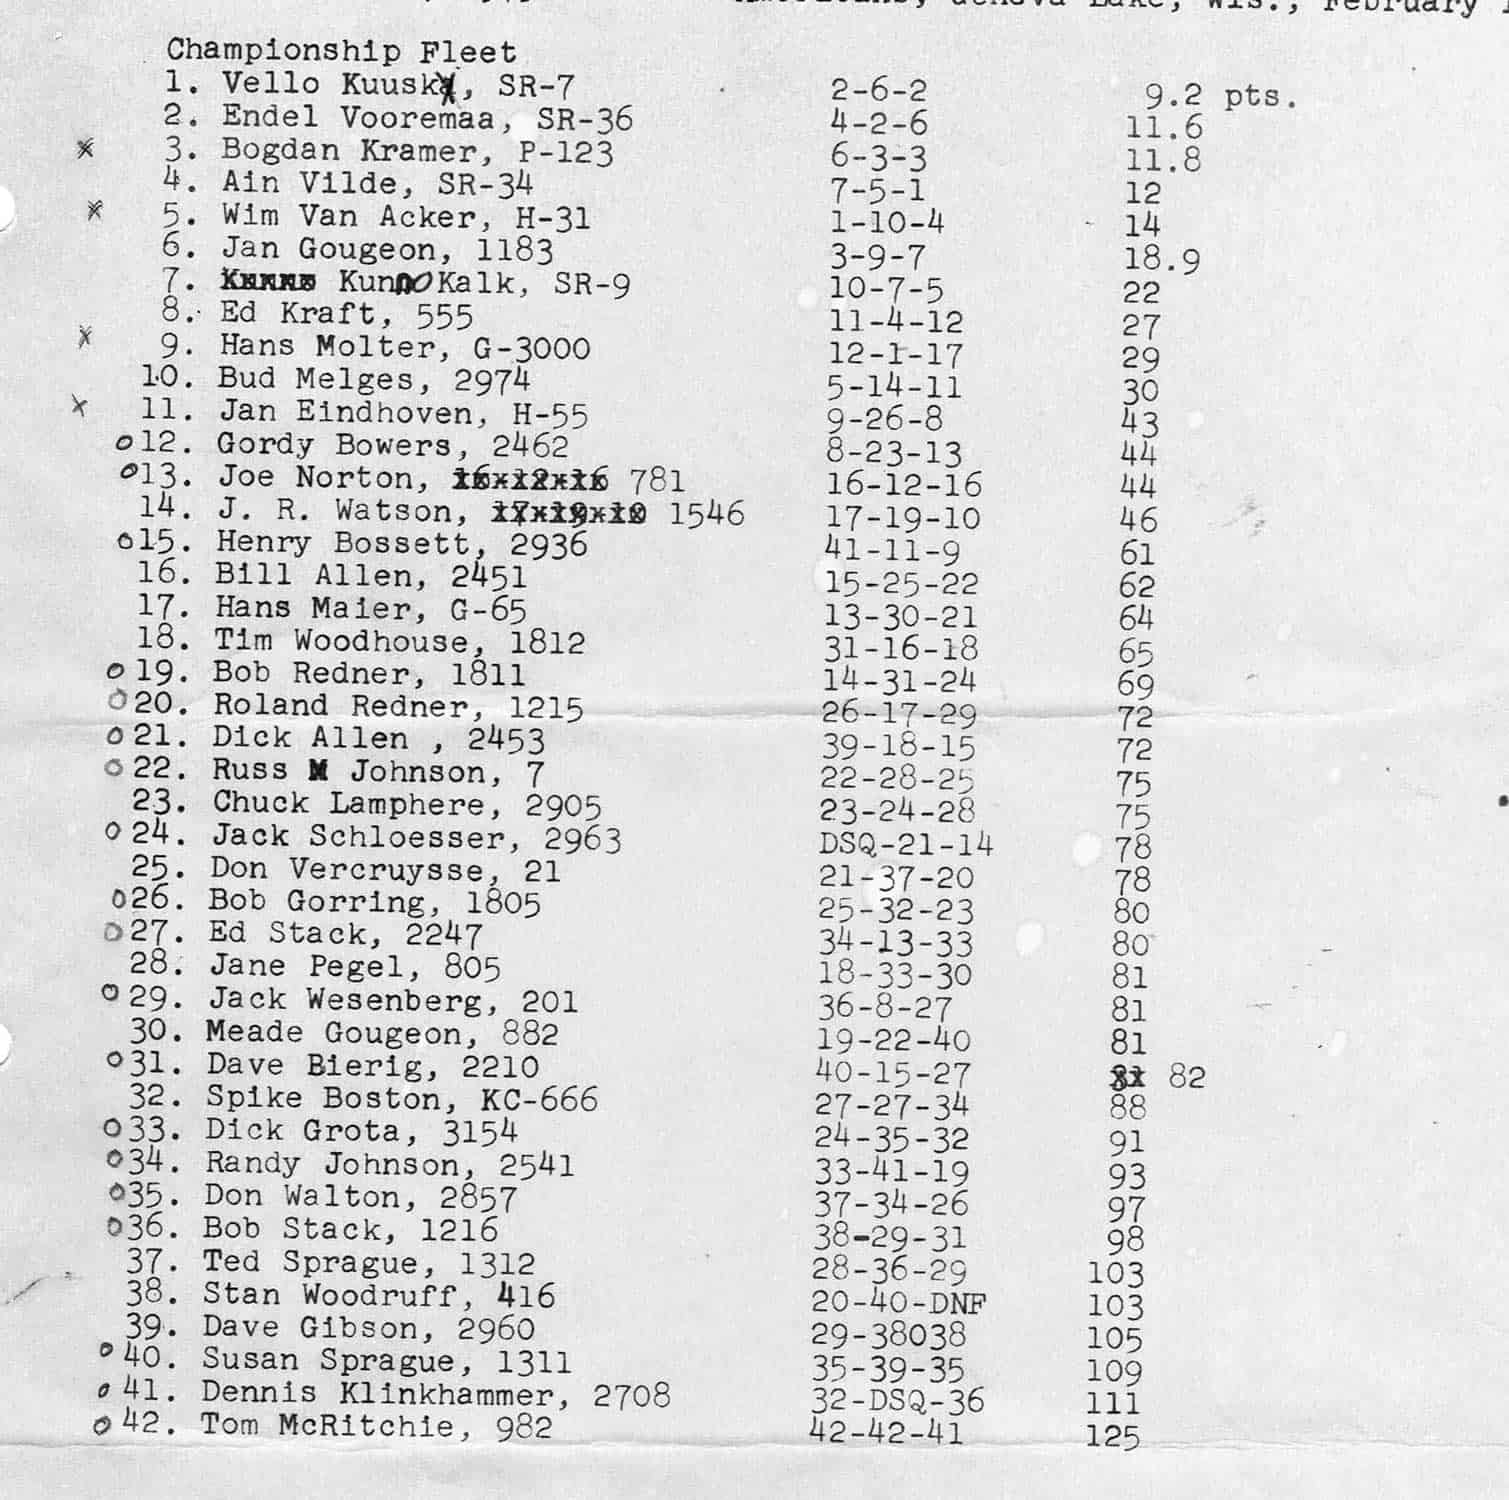 Americans, Geneva Lake, Wis., February
Championship Fleet
1. Vello Kuusk, SR-7 2-6-2 9.2 pts.
2. Endel Vooremaa, SR-36 4-2-6 11.6
x 3. Bogdan Kramer, P-123 6-3-3 11.8
4. Ain Vilde, SR-34 7-5-1 12
x 5. Wim Van Acker, H-31 1-10-4 14
6. Jan Gougeon, 1183 3-9-7 18.9
7. Kunno Kalk, SR-9 10-7-5 22
8. Ed Kraft, 555 11-4-12 27
x 9. Hans Molter, G-3000 12-1-17 29
10. Bud Melges, 2974 5-14-11 30
x 11. Jan Eindhoven, H-55 9-26-8 43
o 12. Gordy Bowers, 2462 8-23-13 44
o 13. Joe Norton, 16-12-16 781 16-12-16 44
14. J. R. Watson, 17-19-10 1546 17-19-10 46
o 15. Henry Bossett, 2936 41-11-9 61
16. Bill Allen, 2451 15-25-22 62
17. Hans Maier, G-65 13-30-21 64
18. Tim Woodhouse, 1812 31-16-18 65
o 19. Bob Redner, 1811 14-31-24 69
o 20. Roland Redner, 1215 26-17-29 72
o 21. Dick Allen , 2453 39-18-15 72
o 22. Russ M Johnson, 7 22-28-25 75
23. Chuck Lamphere, 2905 23-24-28 75
o 24. Jack Schloesser, 2963 DSQ-21-14 78
25. Don Vercruysse, 21 21-37-20 78
o 26. Bob Gorring, 1805 25-32-23 80
o 27. Ed Stack, 2247 34-13-33 80
28. Jane Pegel, 805 18-33-30 81
o 29. Jack Wesenberg, 201 36-8-27 81
30. Meade Gougeon, 882 19-22-40 81
o 31. Dave Bierig, 2210 40-15-27 82
32. Spike Boston, KC-666 27-27-34 88
o 33. Dick Grota, 3154 24-35-32 91
o 34. Randy Johnson, 2541 33-41-19 93
o 35. Don Walton, 2857 37-34-26 97
o 36. Bob Stack, 1216 38-29-31 98
37. Ted Sprague, 1312 28-36-29 103
38. Stan Woodruff, 416 20-40-DNF 103
39. Dave Gibson, 2960 29-38038 105
o 40. Susan Sprague, 1311 35-39-35 109
o 41. Dennis Klinkhammer, 2708 32-DSQ-36 111
o 42. Tom McRitchie, 982 42-42-41 125